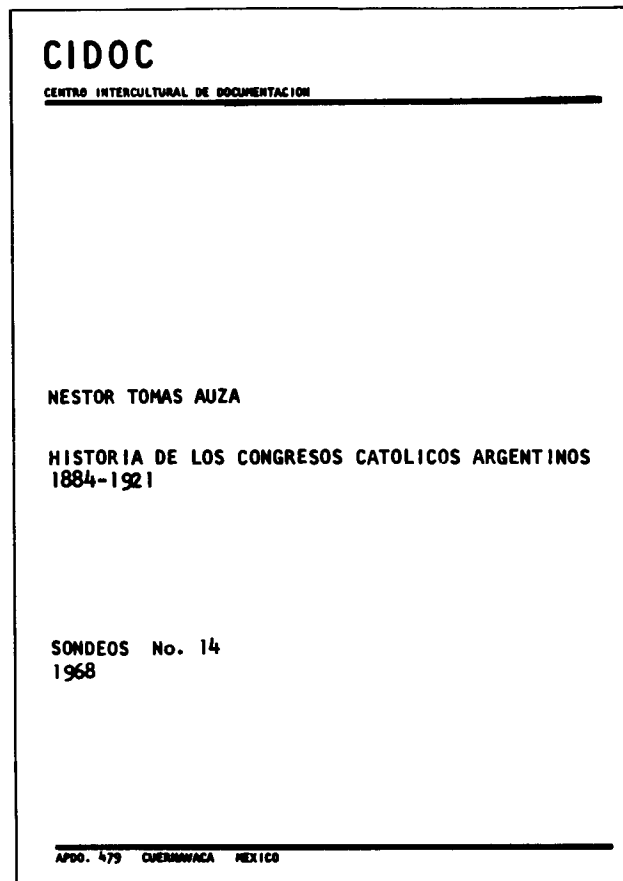 CIDOC
CENTRO INTERCULTURAL DE DOCUMENTACION
NESTOR TOMAS AUZA
HISTORIA DE LOS CONGRESOS CATOLICOS ARGENTINOS
1884-1921
SONDEOS No. 14
1968
APDO. 479 CUERNAVACA MEXICO